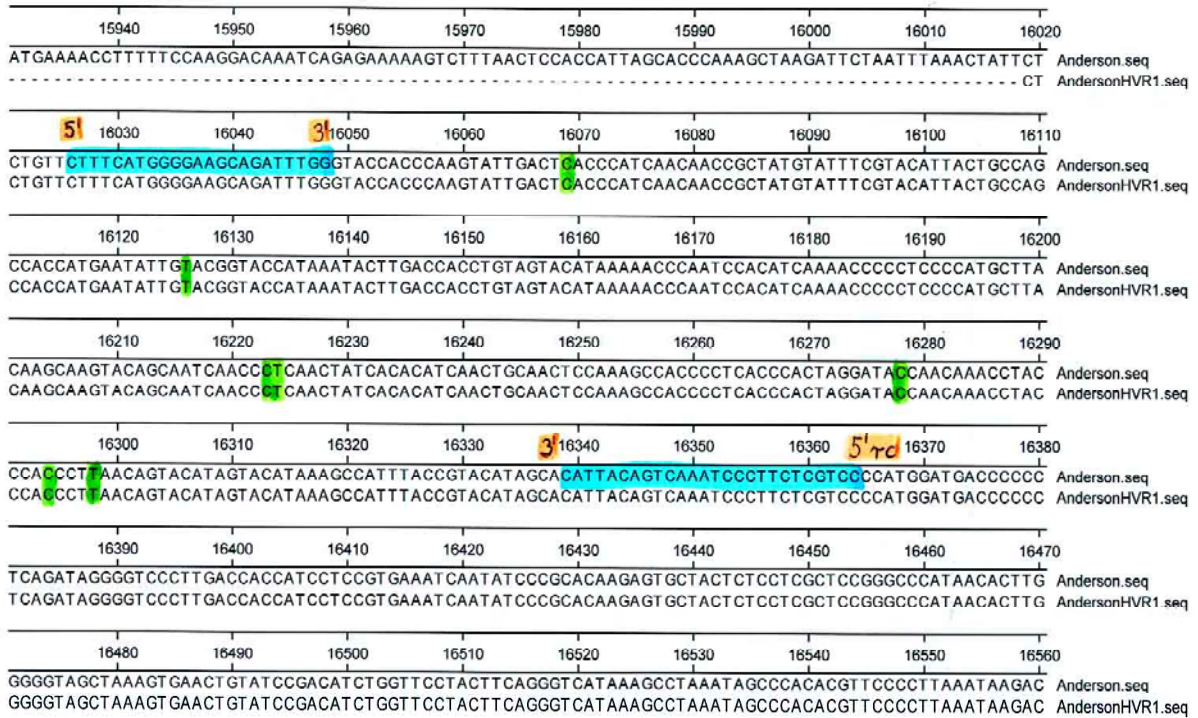 15940 15950 15960 15970 15980 15990 16000 16010 16020
ATGAAAACCTTTTTCCAAGGACAAATCAGAGAAAAAGTCTTTAACTCCACCATTAGCACCCAAAGCTAAGATTCTAATTTAAACTATTCT Anderson.seq
- - - - - - - - - - - - - - - - - - - - - - - - - - - - - - - - - - - - - - - - - - - - - - - - - - - - - - - - - - - - - - - - - - - - - - - - - - - - - - - - - - - - - - - - CT AndersonHVR1.seq
5' 16030 16040 3' 16050 16060 16070 16080 16090 16100 16110
CTGTTCTTTCATGGGGAAGCAGATTTGGGTACCACCCAAGTATTGACTCACCCATCAACAACCGCTATGTATTTCGTACATTACTGCCAG Anderson.seq
CTGTTCTTTCATGGGGAAGCAGATTTGGGTACCACCCAAGTATTGACTCACCCATCAACAACCGCTATGTATTTCGTACATTACTGCCAG AndersonHVR1.seq
16120 16130 16140 16150 16160 16170 16180 16190 16200
CCACCATGAATATTGTACGGTACCATAAATACTTGACCACCTGTAGTACATAAAAACCCAATCCACATCAAAACCCCCTCCCCATGCTTA Anderson.seq
CCACCATGAATATTGTACGGTACCATAAATACTTGACCACCTGTAGTACATAAAAACCCAATCCACATCAAAACCCCCTCCCCATGCTTA AndersonHVR1.seq
16210 16220 16230 16240 16250 16260 16270 16280 16290
CAAGCAAGTACAGCAATCAACCCTCAACTATCACACATCAACTGCAACTCCAAAGCCACCCCTCACCCACTAGGATACCAACAAACCTAC Anderson.seq
CAAGCAAGTACAGCAATCAACCCTCAACTATCACACATCAACTGCAACTCCAAAGCCACCCCTCACCCACTAGGATACCAACAAACCTAC AndersonHVR1.seq
16300 16310 16320 16330 3' 16340 16350 16360 5' rd 16370 16380
CCACCCTTAACAGTACATAGTACATAAAGCCATTTACCGTACATAGCACATTACAGTCAAATCCCTTCTCGTCCCCATGGATGACCCCCC Anderson.seq
CCACCCTTAACAGTACATAGTACATAAAGCCATTTACCGTACATAGCACATTACAGTCAAATCCCTTCTCGTCCCCATGGATGACCCCCC AndersonHVR1.seq
16390 16400 16410 16420 16430 16440 16450 16460 16470
TCAGATAGGGGTCCCTTGACCACCATCCTCCGTGAAATCAATATCCCGCACAAGAGTGCTACTCTCCTCGCTCCGGGCCCATAACACTTG Anderson.seq
TCAGATAGGGGTCCCTTGACCACCATCCTCCGTGAAATCAATATCCCGCACAAGAGTGCTACTCTCCTCGCTCCGGGCCCATAACACTTG AndersonHVR1.seq
16480 16490 16500 16510 16520 16530 16540 16550 16560
GGGGTAGCTAAAGTGAACTGTATCCGACATCTGGTTCCTACTTCAGGGTCATAAAGCCTAAATAGCCCACACGTTCCCCTTAAATAAGAC Anderson.seq
GGGGTAGCTAAAGTGAACTGTATCCGACATCTGGTTCCTACTTCAGGGTCATAAAGCCTAAATAGCCCACACGTTCCCCTTAAATAAGAC AndersonHVR1.seq